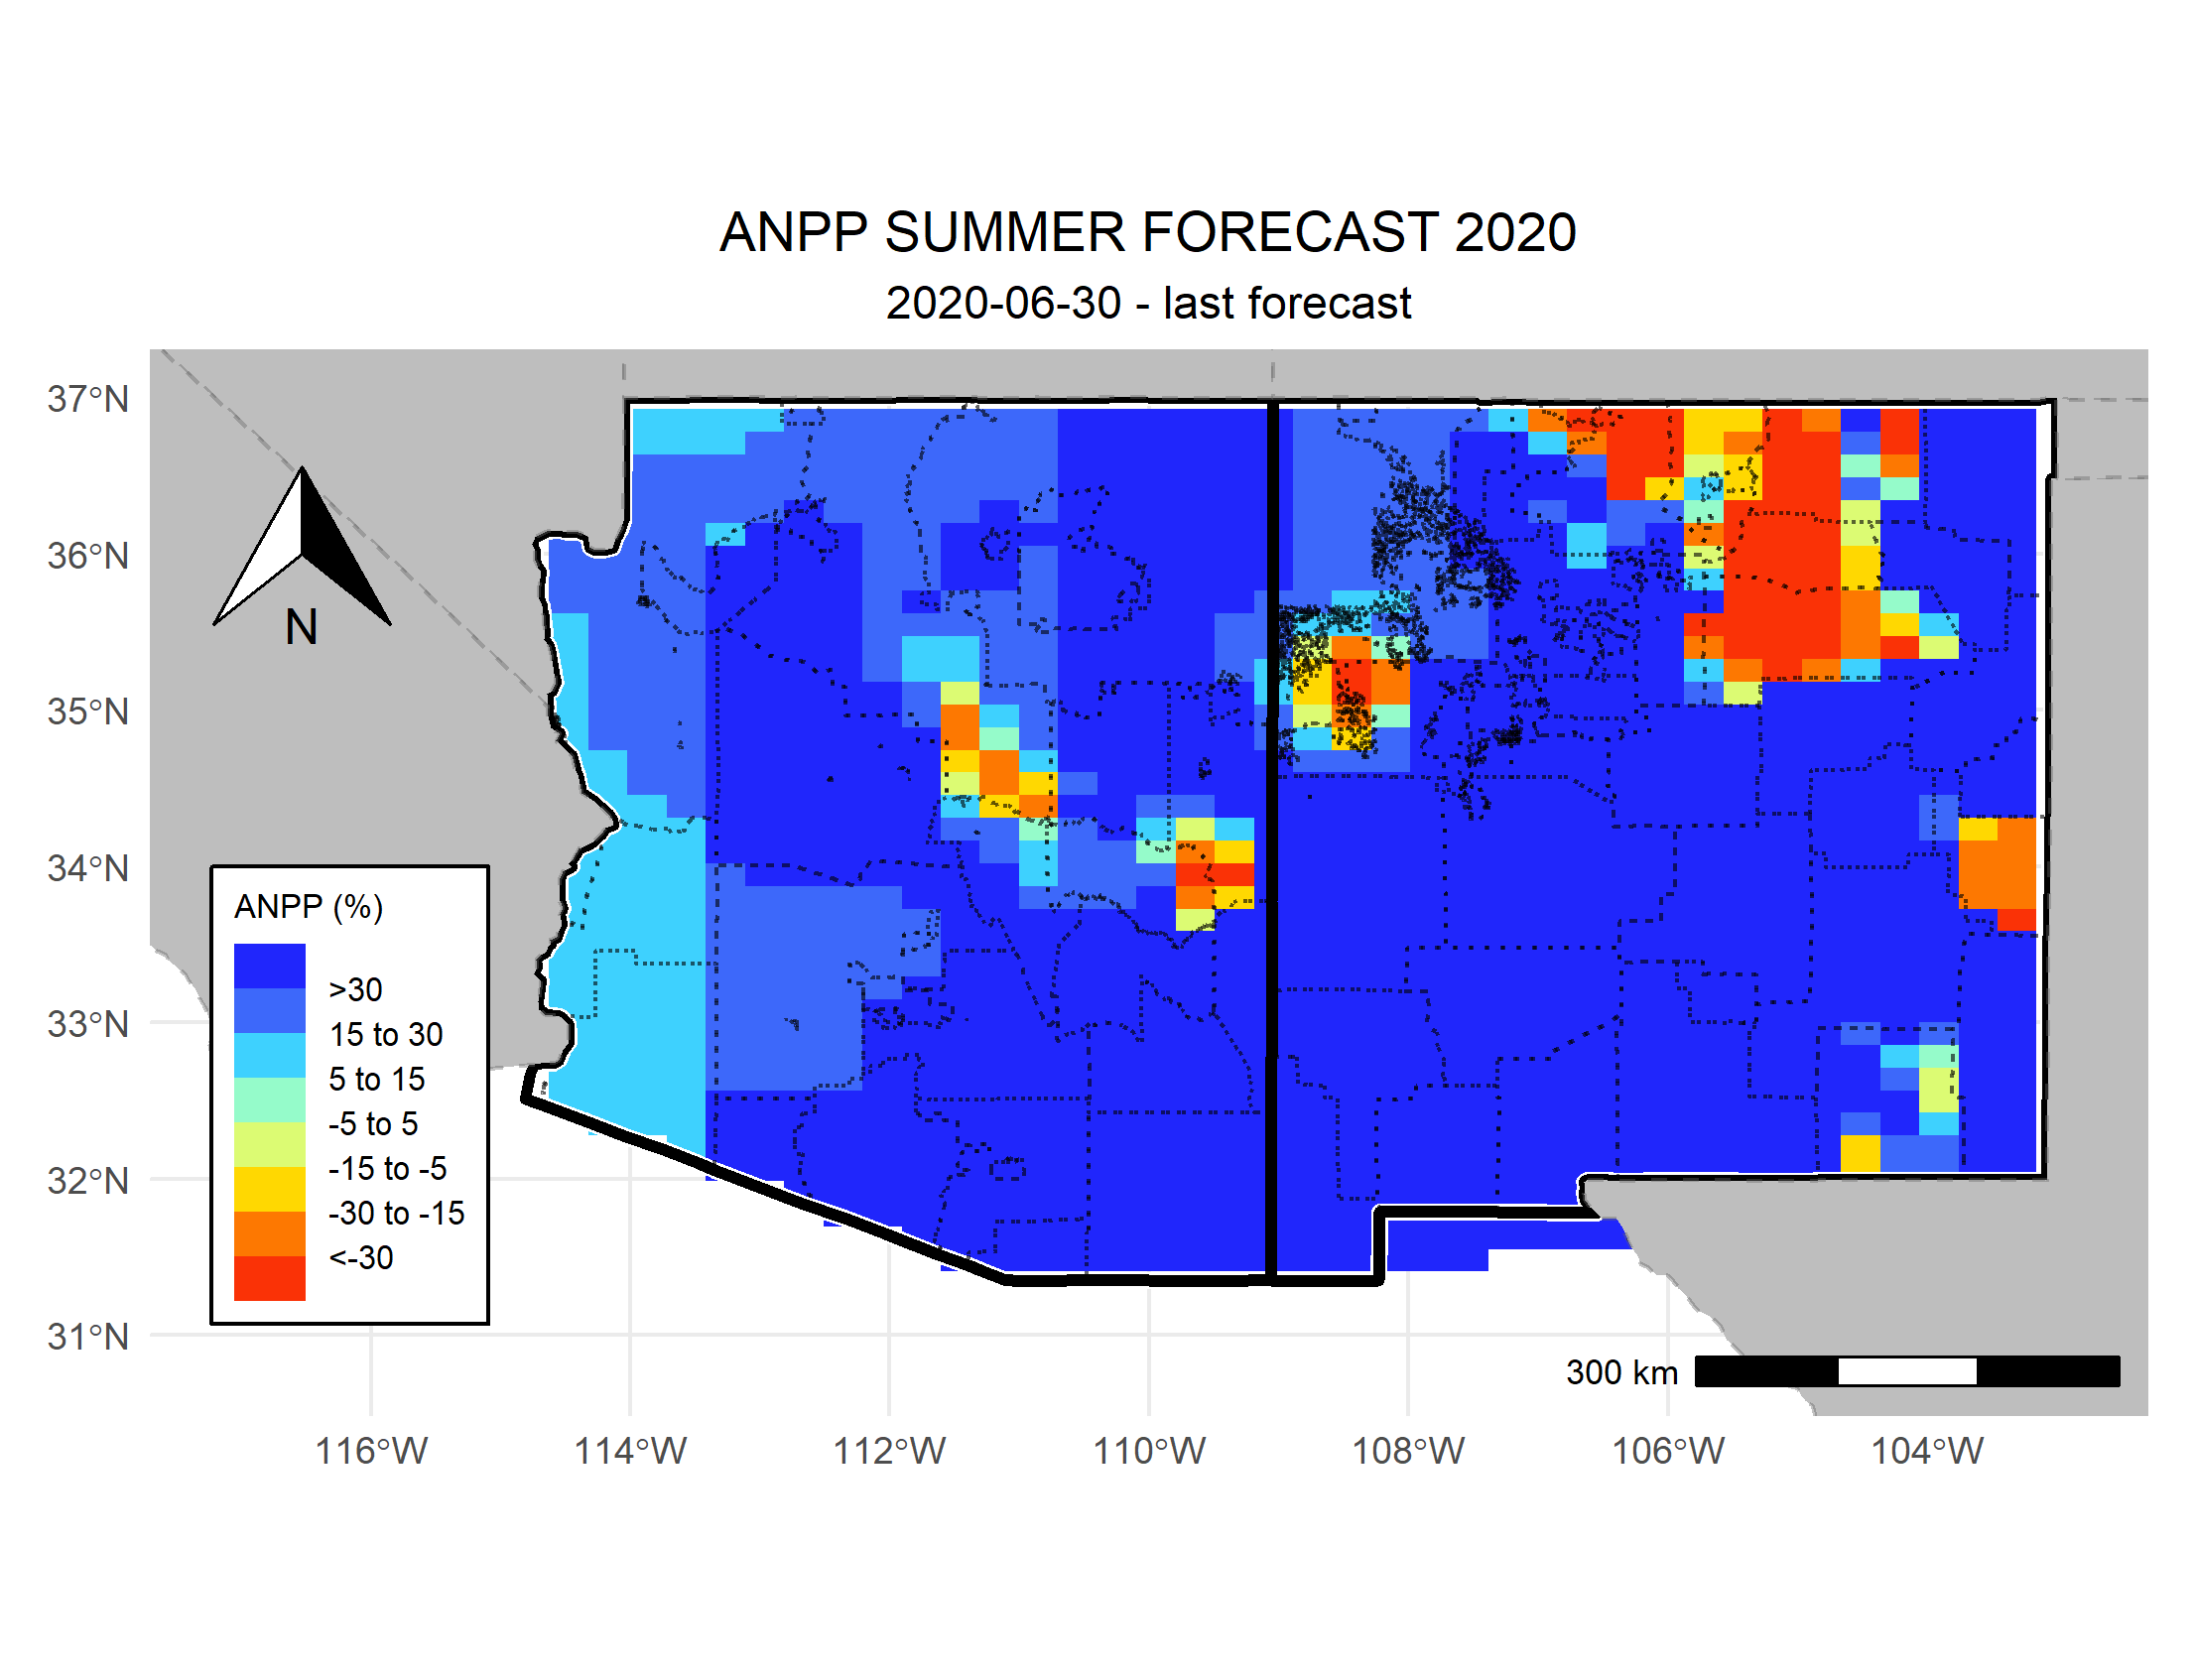 ANPP SUMMER FORECAST 2020
2020-06-30 - last forecast
37°N
36°N
35°N
34°N
33°N
32°N
31°N
N
ANPP (%)
>30
15 to 30
5 to 15
-5 to 5
-15 to -5
-30 to -15
<-30
300 km
116°W
114°W
112°W
110°W
108°W
106°W
104°W